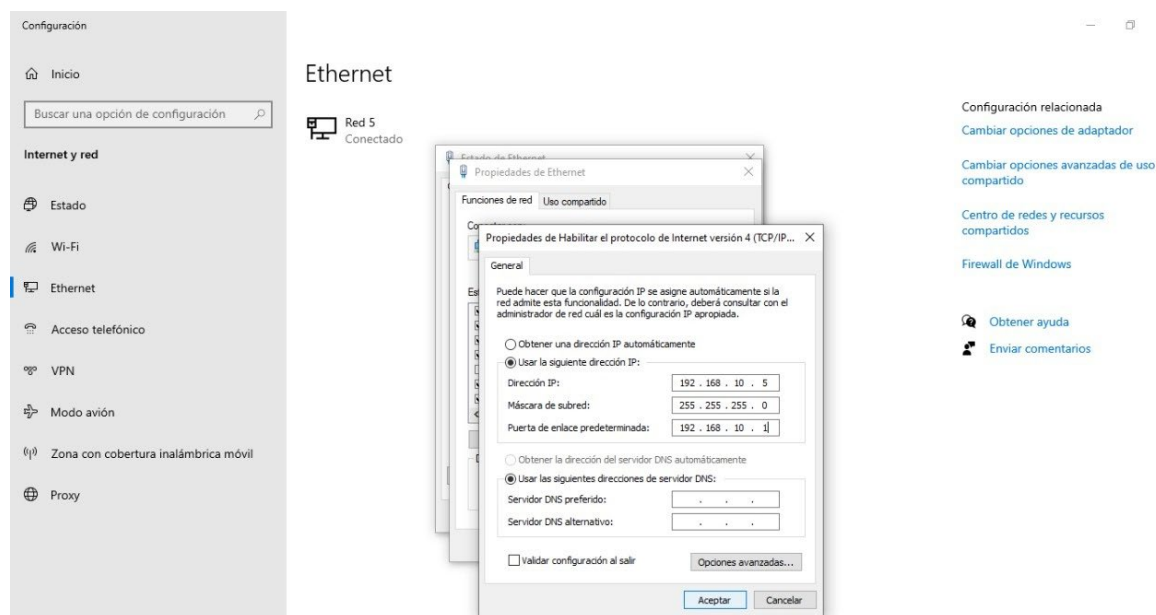 Configuración
Inicio
Buscar una opción de configuración
Internet y red
Estado
Wi-Fi
Ethernet
Acceso telefónico
VPN
Modo avión
Zona con cobertura inalámbrica móvil
Proxy
Ethernet
Red 5
Conectado
Estado de Ethernet
Propiedades de Ethernet
Funciones de red Uso compartido
Propiedades de Habilitar el protocolo de Internet versión 4 (TCP/IP...
General
Puede hacer que la configuración IP se asigne automáticamente si la
red admite esta funcionalidad. De lo contrario, deberá consultar con el
administrador de red cuál es la configuración IP apropiada.
Obtener una dirección IP automáticamente
Usar la siguiente dirección IP:
Dirección IP: 192 . 168 . 10 . 5
Máscara de subred: 255 . 255 . 255 . 0
Puerta de enlace predeterminada: 192 . 168 . 10 . 1
Obtener la dirección del servidor DNS automáticamente
Usar las siguientes direcciones de servidor DNS:
Servidor DNS preferido: . . .
Servidor DNS alternativo: . . .
Validar configuración al salir Opciones avanzadas...
Aceptar Cancelar
Configuración relacionada
Cambiar opciones de adaptador
Cambiar opciones avanzadas de uso
compartido
Centro de redes y recursos
compartidos
Firewall de Windows
Obtener ayuda
Enviar comentarios